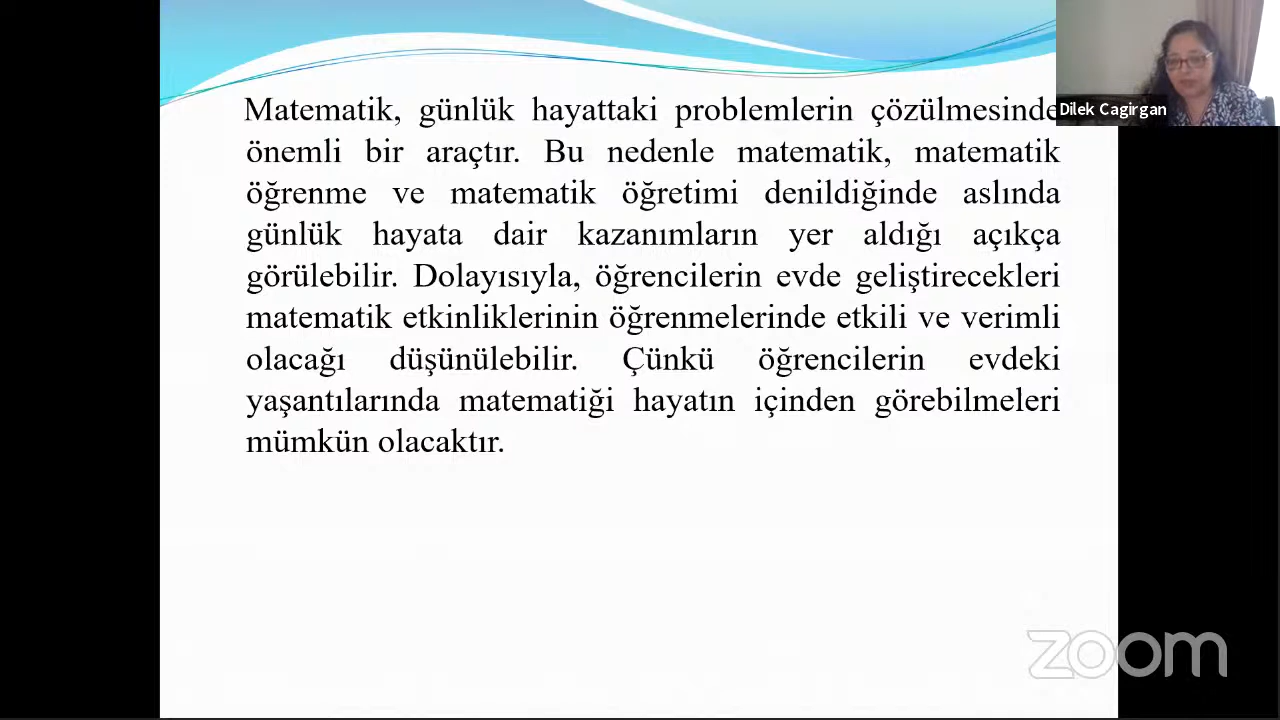 Matematik, günlük hayattaki problemlerin çözülmesinde
önemli bir araçtır. Bu nedenle matematik, matematik
öğrenme ve matematik öğretimi denildiğinde aslında
günlük hayata dair kazanımların yer aldığı açıkça
görülebilir. Dolayısıyla, öğrencilerin evde geliştirecekleri
matematik etkinliklerinin öğrenmelerinde etkili ve verimli
olacağı düşünülebilir. Çünkü öğrencilerin evdeki
yaşantılarında matematiği hayatın içinden görebilmeleri
mümkün olacaktır.
Dilek Cagirgan
zoom